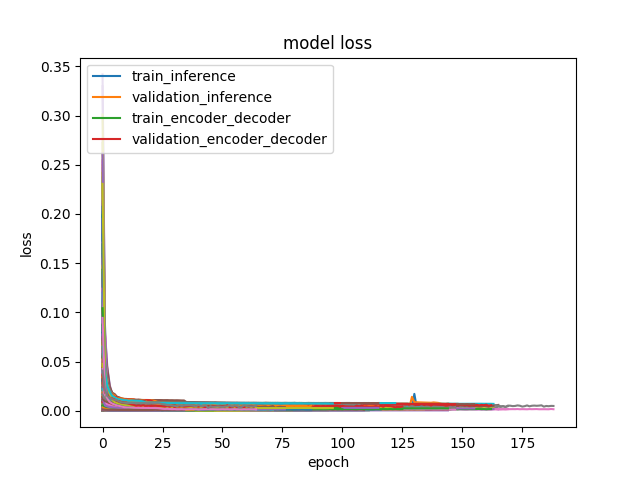 model loss
train_inference
validation_inference
train_encoder_decoder
validation_encoder_decoder
0.35
0.30
0.25
0.20
0.15
0.10
0.05
0.00
loss
0 25 50 75 100 125 150 175
epoch